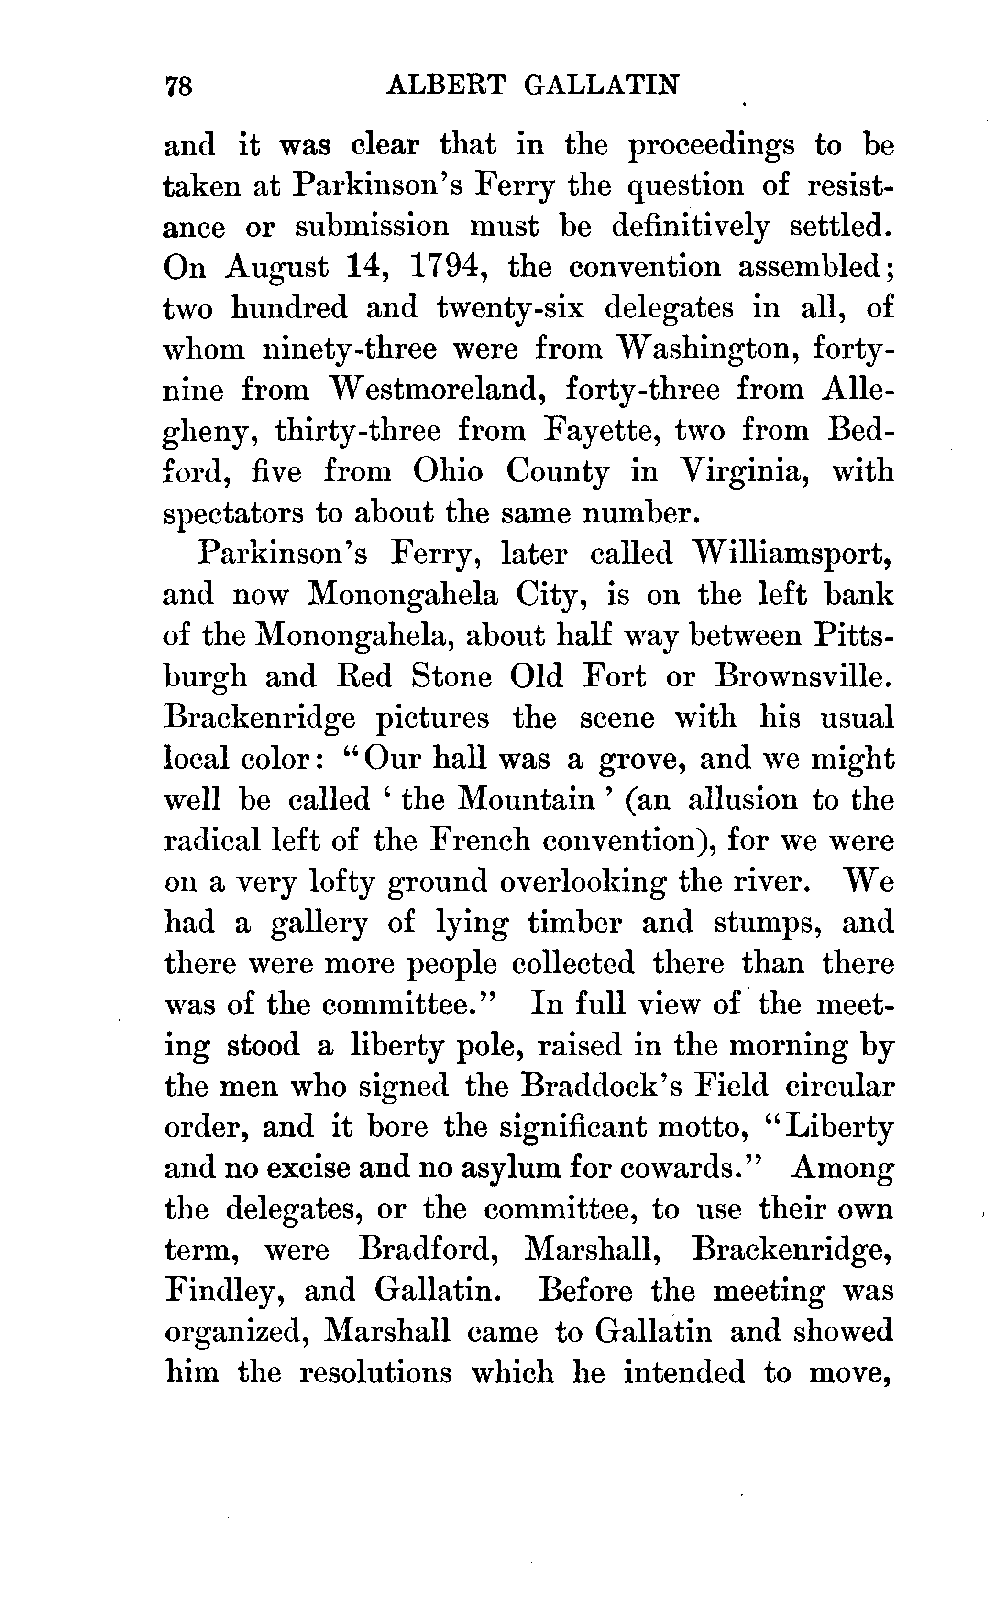 78 ALBERT GALLATIN
and it was clear that in the proceedings to be
taken at Parkinson's Ferry the question of resist-
ance or submission must be definitively settled.
On August 14, 1794, the convention assembled;
two hundred and twenty-six delegates in all, of
whom ninety-three were from Washington, forty-
nine from Westmoreland, forty-three from Alle-
gheny, thirty-three from Fayette, two from Bed-
ford, five from Ohio County in Virginia, with
spectators to about the same number.
Parkinson's Ferry, later called Williamsport,
and now Monongahela City, is on the left bank
of the Monongahela, about half way between Pitts-
burgh and Red Stone Old Fort or Brownsville.
Brackenridge pictures the scene with his usual
local color: "Our hall was a grove, and we might
well be called ' the Mountain ' (an allusion to the
radical left of the French convention), for we were
on a very lofty ground overlooking the river. We
had a gallery of lying timber and stumps, and
there were more people collected there than there
was of the committee." In full view of the meet-
ing stood a liberty pole, raised in the morning by
the men who signed the Braddock's Field circular
order, and it bore the significant motto, "Liberty
and no excise and no asylum for cowards." Among
the delegates, or the committee, to use their own
term, were Bradford, Marshall, Brackenridge,
Findley, and Gallatin. Before the meeting was
organized, Marshall came to Gallatin and showed
him the resolutions which he intended to move,